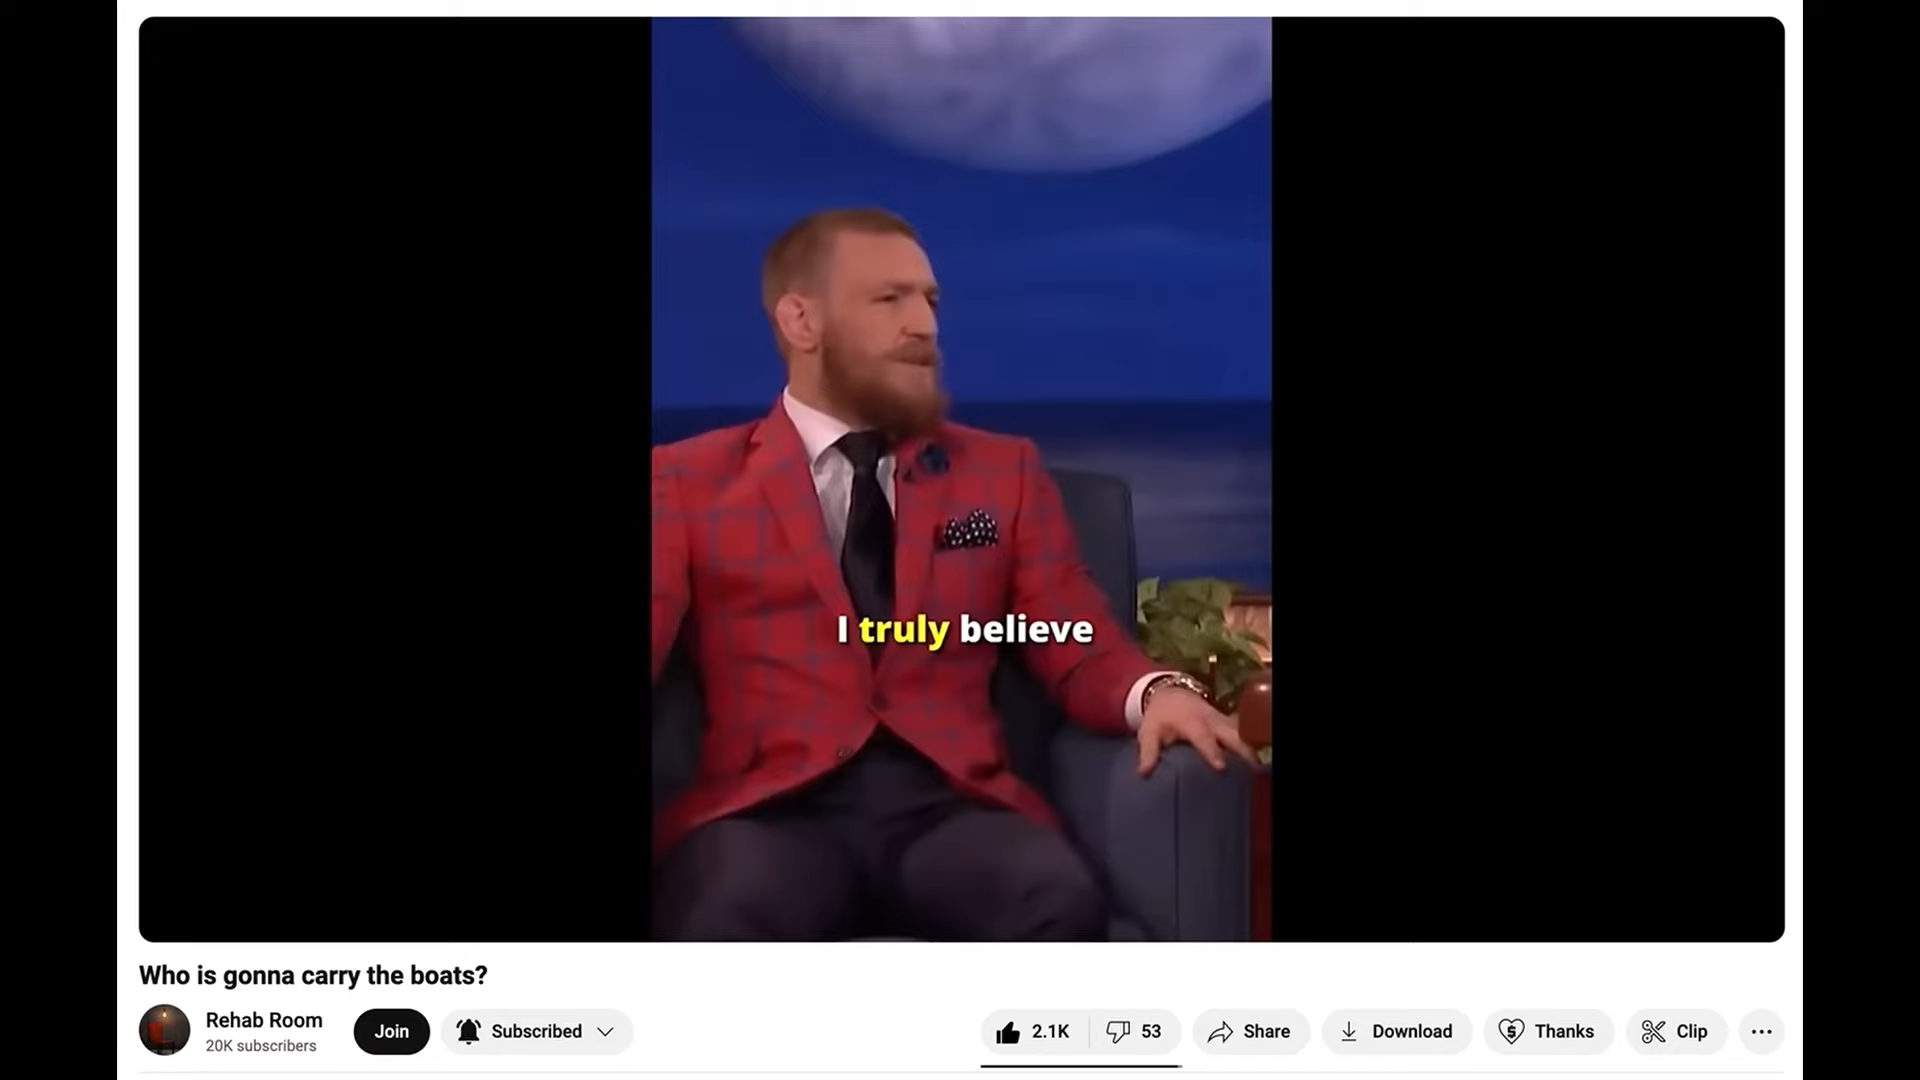 I truly believe
Who is gonna carry the boats?
Rehab Room
20K subscribers
Join
Subscribed
2.1K
53
Share
Download
Thanks
Clip